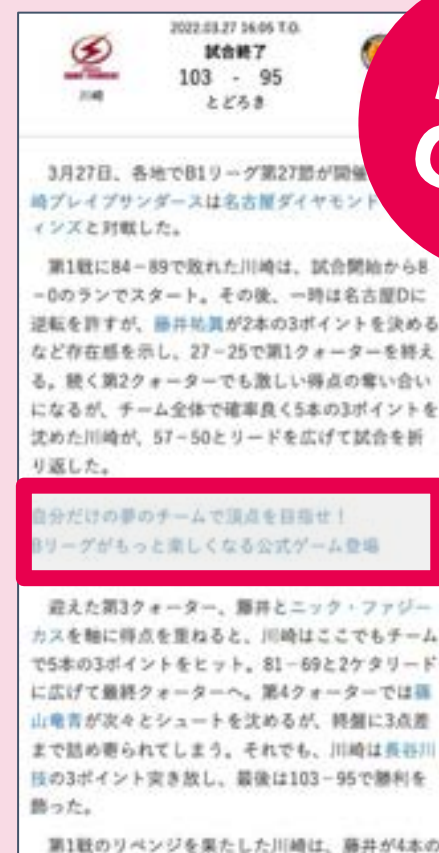 2022.03.27 16:05 T.O.
試合終了
103 - 95
川崎
とどろき
3月27日、各地でB1リーグ第27節が開催
崎ブレイブサンダースは名古屋ダイヤモンド
ィンズと対戦した。
第1戦に84－89で敗れた川崎は、試合開始から8
－0のランでスタート。その後、一時は名古屋Dに
逆転を許すが、藤井祐眞が2本の3ポイントを決める
など存在感を示し、27－25で第1クォーターを終え
る。続く第2クォーターでも激しい得点の奪い合い
になるが、チーム全体で確率良く5本の3ポイントを
沈めた川崎が、57－50とリードを広げて試合を折
り返した。
自分だけの夢のチームで頂点を目指せ！
Bリーグがもっと楽しくなる公式ゲーム登場
迎えた第3クォーター、藤井とニック・ファジー
カスを軸に得点を重ねると、川崎はここでもチーム
で5本の3ポイントをヒット。81－69と2ケタリード
に広げて最終クォーターへ。第4クォーターでは篠
山竜青が次々とシュートを沈めるが、終盤に3点差
まで詰め寄られてしまう。それでも、川崎は長谷川
技の3ポイント突き放し、最後は103－95で勝利を
飾った。
第1戦のリベンジを果たした川崎は、藤井が4本の